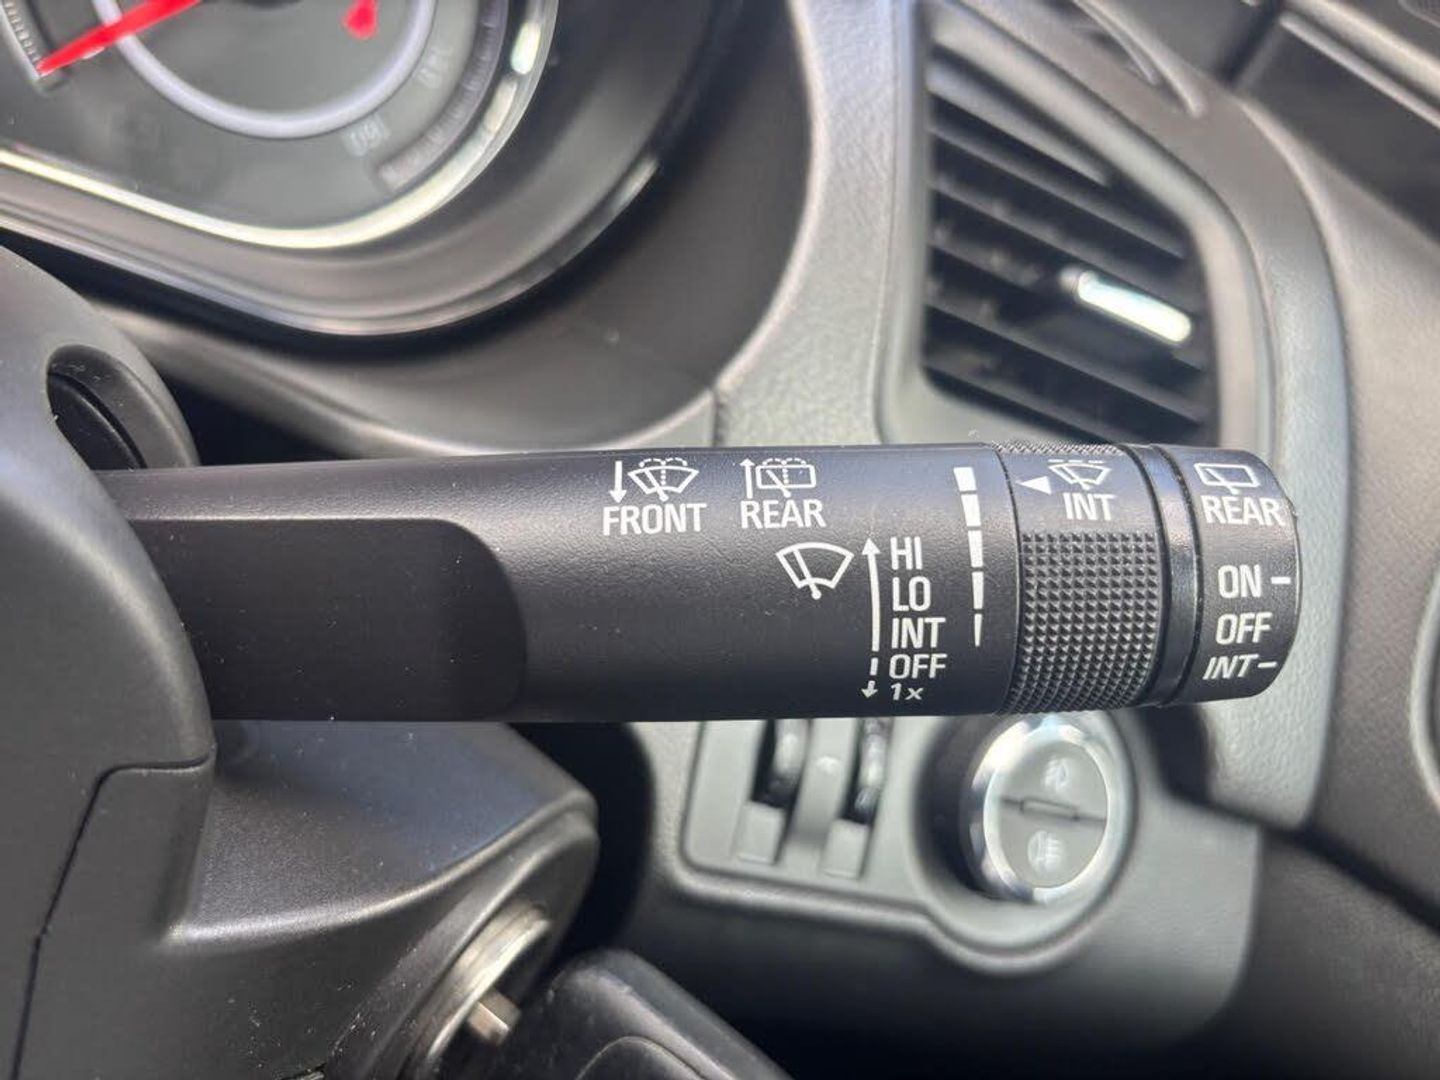 FRONT
REAR
HI
LO
INT
OFF
1x
INT
REAR
ON
OFF
INT